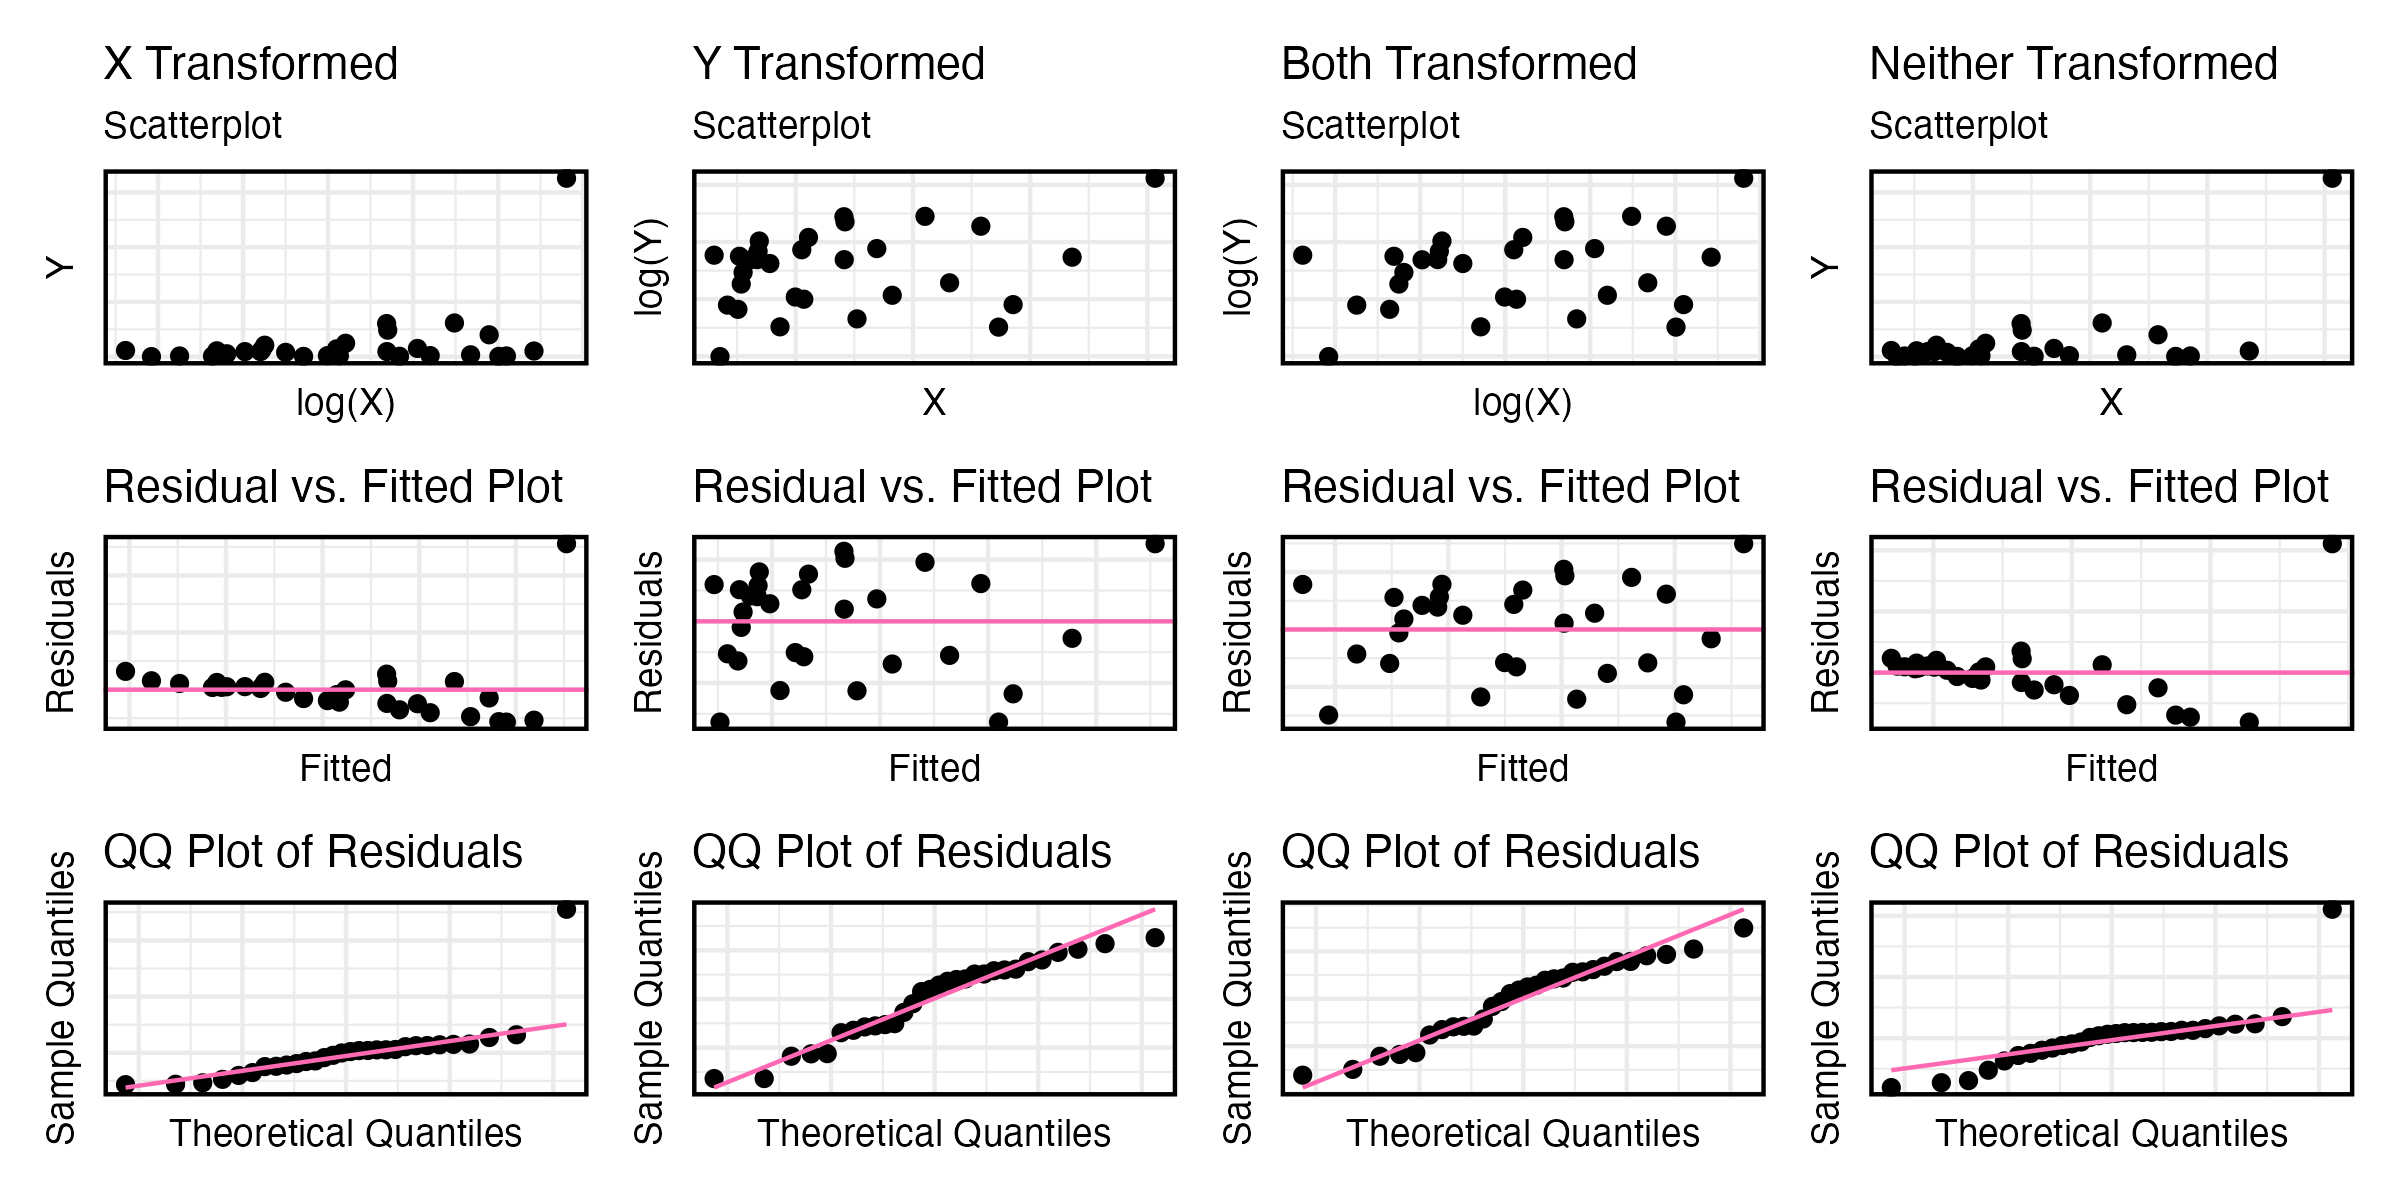 X Transformed
Y Transformed
Both Transformed
Neither Transformed
Scatterplot
Scatterplot
Scatterplot
Scatterplot
Y
log(Y)
log(Y)
Y
log(X)
X
log(X)
X
Residual vs. Fitted Plot
Residual vs. Fitted Plot
Residual vs. Fitted Plot
Residual vs. Fitted Plot
Residuals
Residuals
Residuals
Residuals
Fitted
Fitted
Fitted
Fitted
QQ Plot of Residuals
QQ Plot of Residuals
QQ Plot of Residuals
QQ Plot of Residuals
Sample Quantiles
Sample Quantiles
Sample Quantiles
Sample Quantiles
Theoretical Quantiles
Theoretical Quantiles
Theoretical Quantiles
Theoretical Quantiles